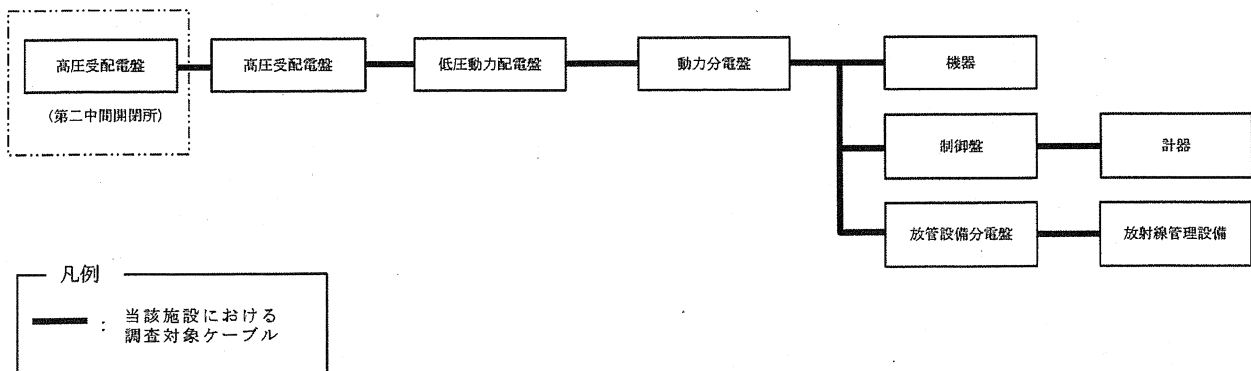 高圧受配電盤
(第二中間開閉所)
高圧受配電盤
低圧動力配電盤
動力分電盤
機器
制御盤
計器
放管設備分電盤
放射線管理設備
凡例
: 当該施設における
調査対象ケーブル